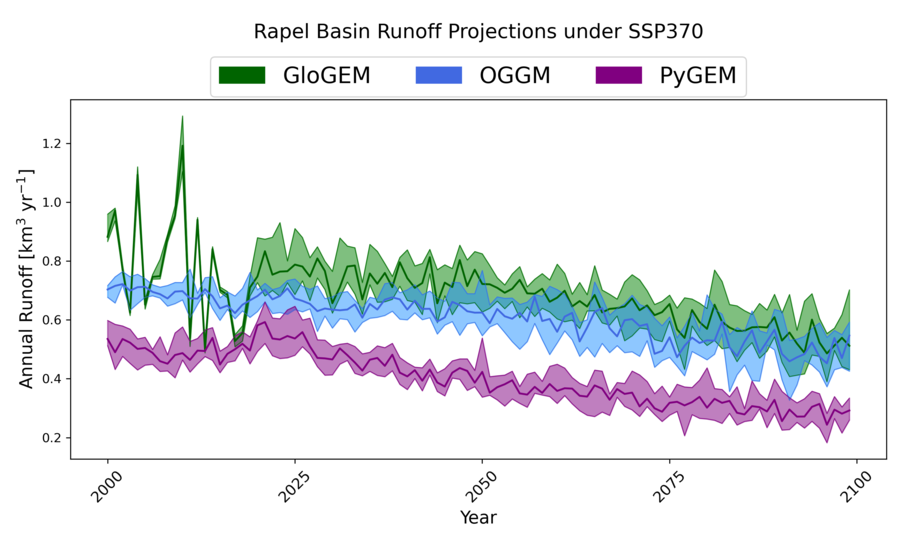 Rapel Basin Runoff Projections under SSP370
GloGEM OGGM PyGEM
Annual Runoff [km³ yr⁻¹]
1.2
1.0
0.8
0.6
0.4
0.2
2000 2025 2050 2075 2100
Year